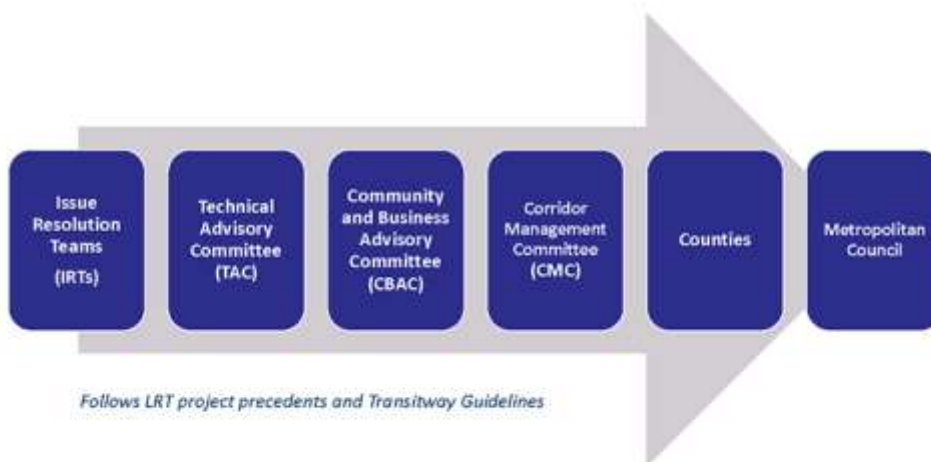 Issue
Resolution
Teams
(IRTs)
Technical
Advisory
Committee
(TAC)
Community
and Business
Advisory
Committee
(CBAC)
Corridor
Management
Committee
(CMC)
Counties
Metropolitan
Council
Follows LRT project precedents and Transitway Guidelines